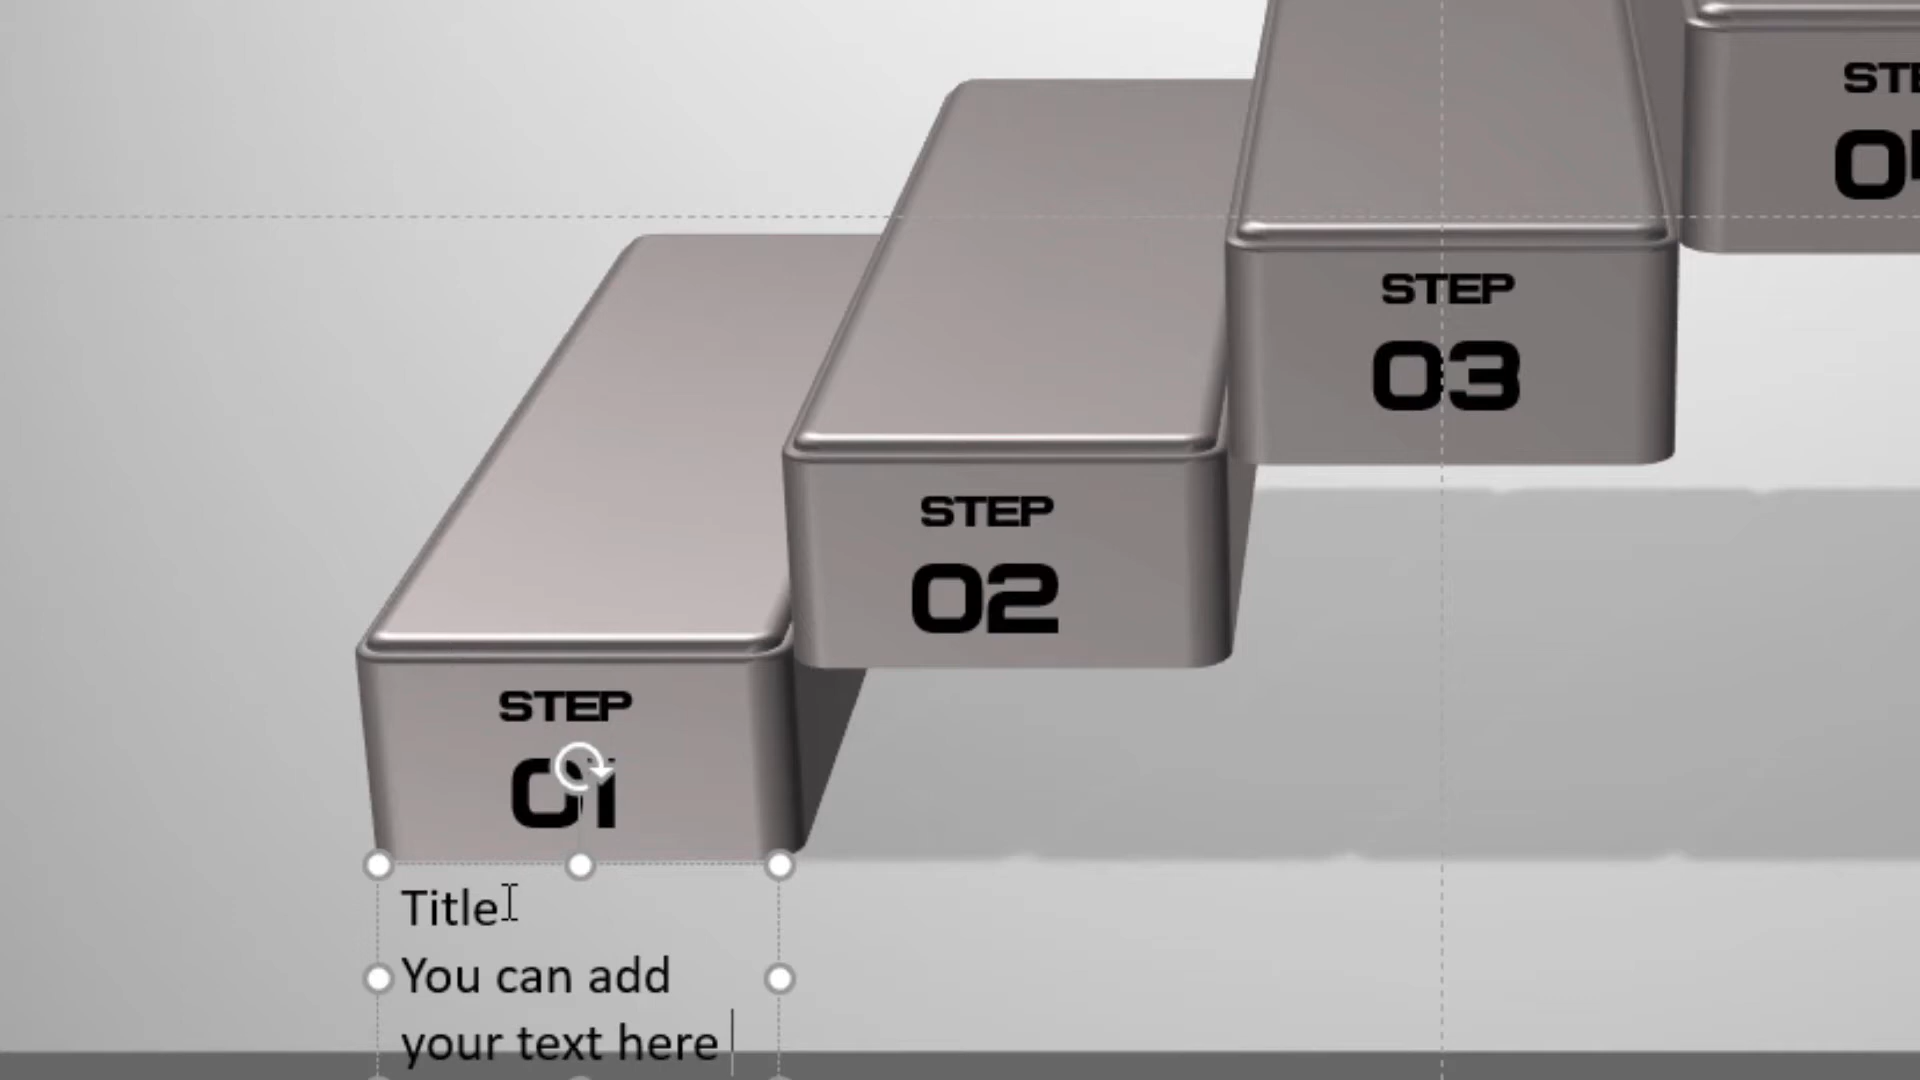 STEP
03
STEP
02
STEP
01
Title
You can add
your text here